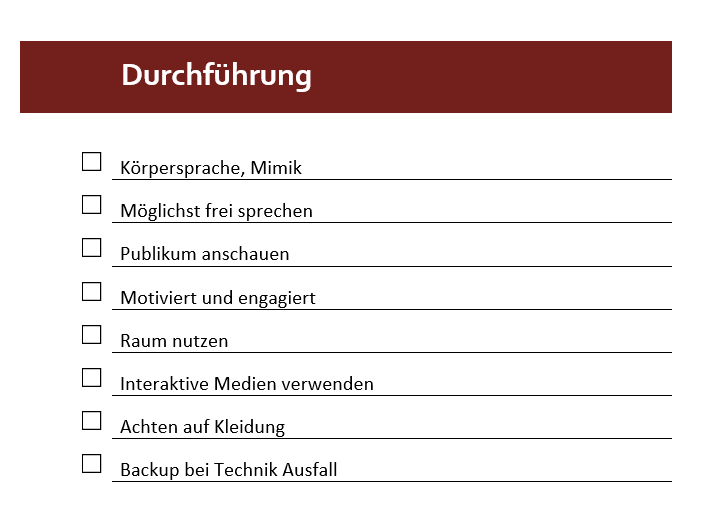 Durchführung
Körpersprache, Mimik
Möglichst frei sprechen
Publikum anschauen
Motiviert und engagiert
Raum nutzen
Interaktive Medien verwenden
Achten auf Kleidung
Backup bei Technik Ausfall